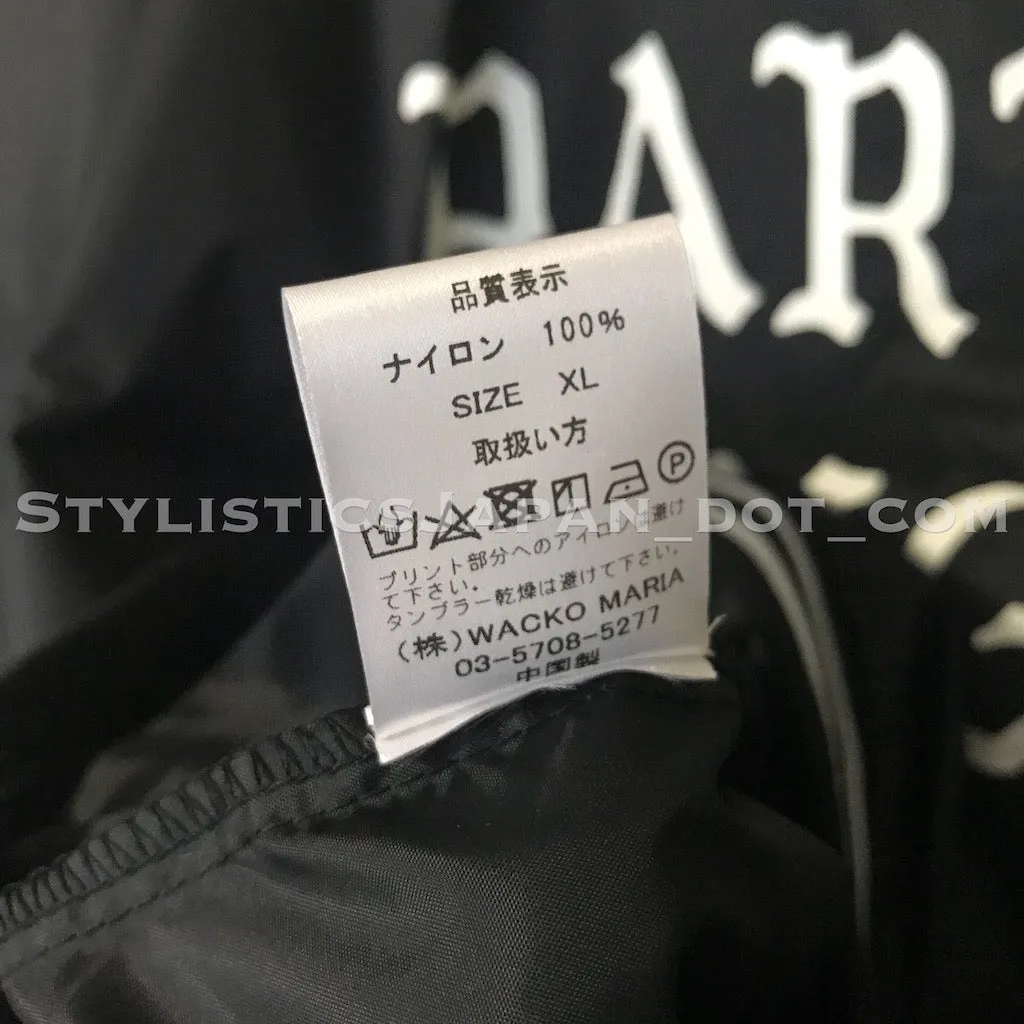 PAR
品質表示
ナイロン 100%
SIZE XL
取扱い方
P
STYLISTICSJAPAN_DOT_COM
プリント部分へのアイロンは避け
て下さい。
タンブラー乾燥は避けて下さい。
(株)WACKO MARIA
03-5708-5277
中国製